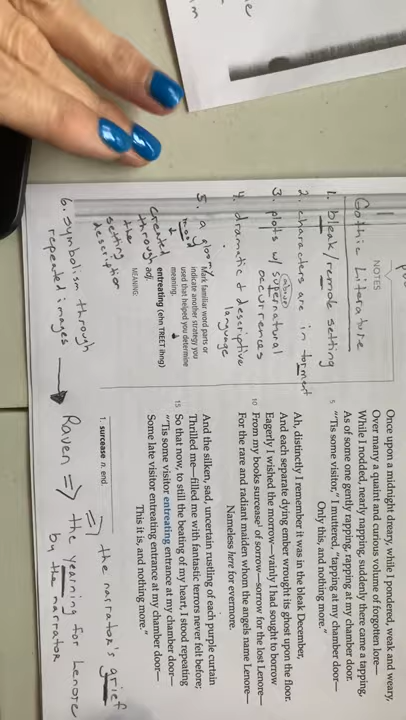 NOTES
Gothic Literature
1. bleak/remote setting
2. characters are in torment
3. plots w/ supernatural
(above)
occurrences
4. dramatic & descriptive
language
5. a gloomy
mood
↓
created
through adj.
the
setting or
descript
6. symbolism through
repeated images
Mark familiar word parts or
indicate another strategy you
used that helped you determine
meaning.
entreating (ehn TREET ihng)
MEANING:
Once upon a midnight dreary, while I pondered, weak and weary,
Over many a quaint and curious volume of forgotten lore—
While I nodded, nearly napping, suddenly there came a tapping,
As of some one gently rapping, rapping at my chamber door.
5 "'Tis some visitor," I muttered, "tapping at my chamber door—
Only this, and nothing more."
Ah, distinctly I remember it was in the bleak December,
And each separate dying ember wrought its ghost upon the floor.
Eagerly I wished the morrow—vainly I had sought to borrow
10 From my books surcease¹ of sorrow—sorrow for the lost Lenore—
For the rare and radiant maiden whom the angels name Lenore—
Nameless here for evermore.
And the silken, sad, uncertain rustling of each purple curtain
Thrilled me—filled me with fantastic terrors never felt before;
15 So that now, to still the beating of my heart, I stood repeating
"'Tis some visitor entreating entrance at my chamber door—
Some late visitor entreating entrance at my chamber door—
This it is, and nothing more."
1. surcease n. end.
⇒ the narrator's grief
Raven ⇒ the yearning for Lenore
by the narrator